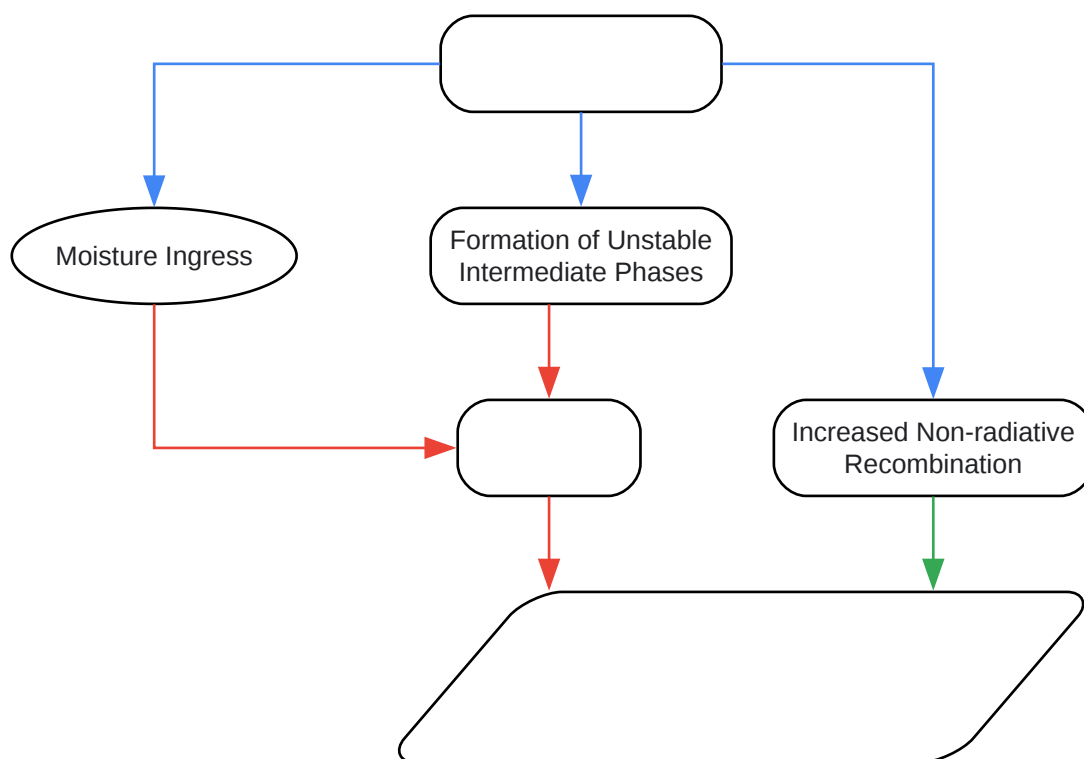 Moisture Ingress
Formation of Unstable
Intermediate Phases
Increased Non-radiative
Recombination